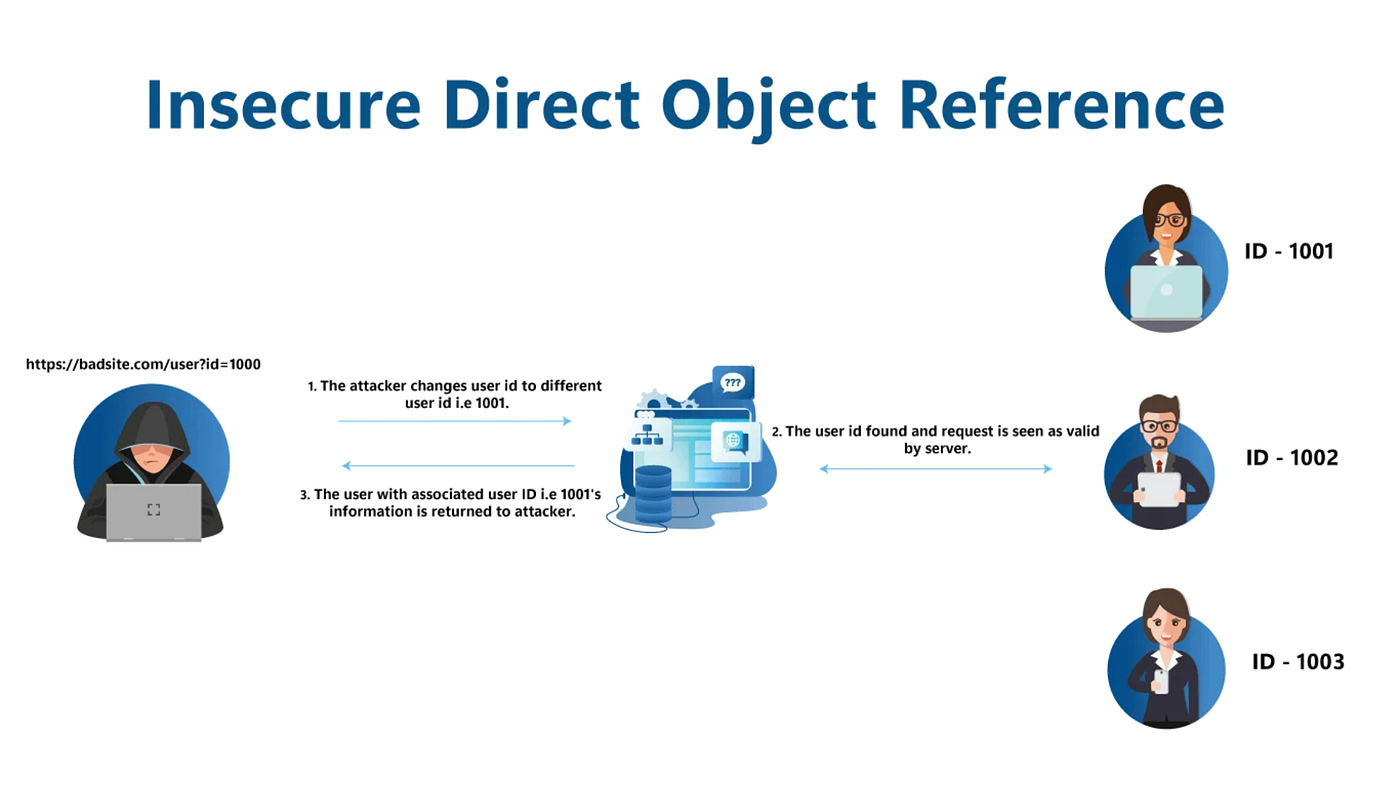 Insecure Direct Object Reference
ID - 1001
https://badsite.com/user?id=1000
1. The attacker changes user id to different
user id i.e 1001.
???
2. The user id found and request is seen as valid
by server.
ID - 1002
3. The user with associated user ID i.e 1001's
information is returned to attacker.
ID - 1003